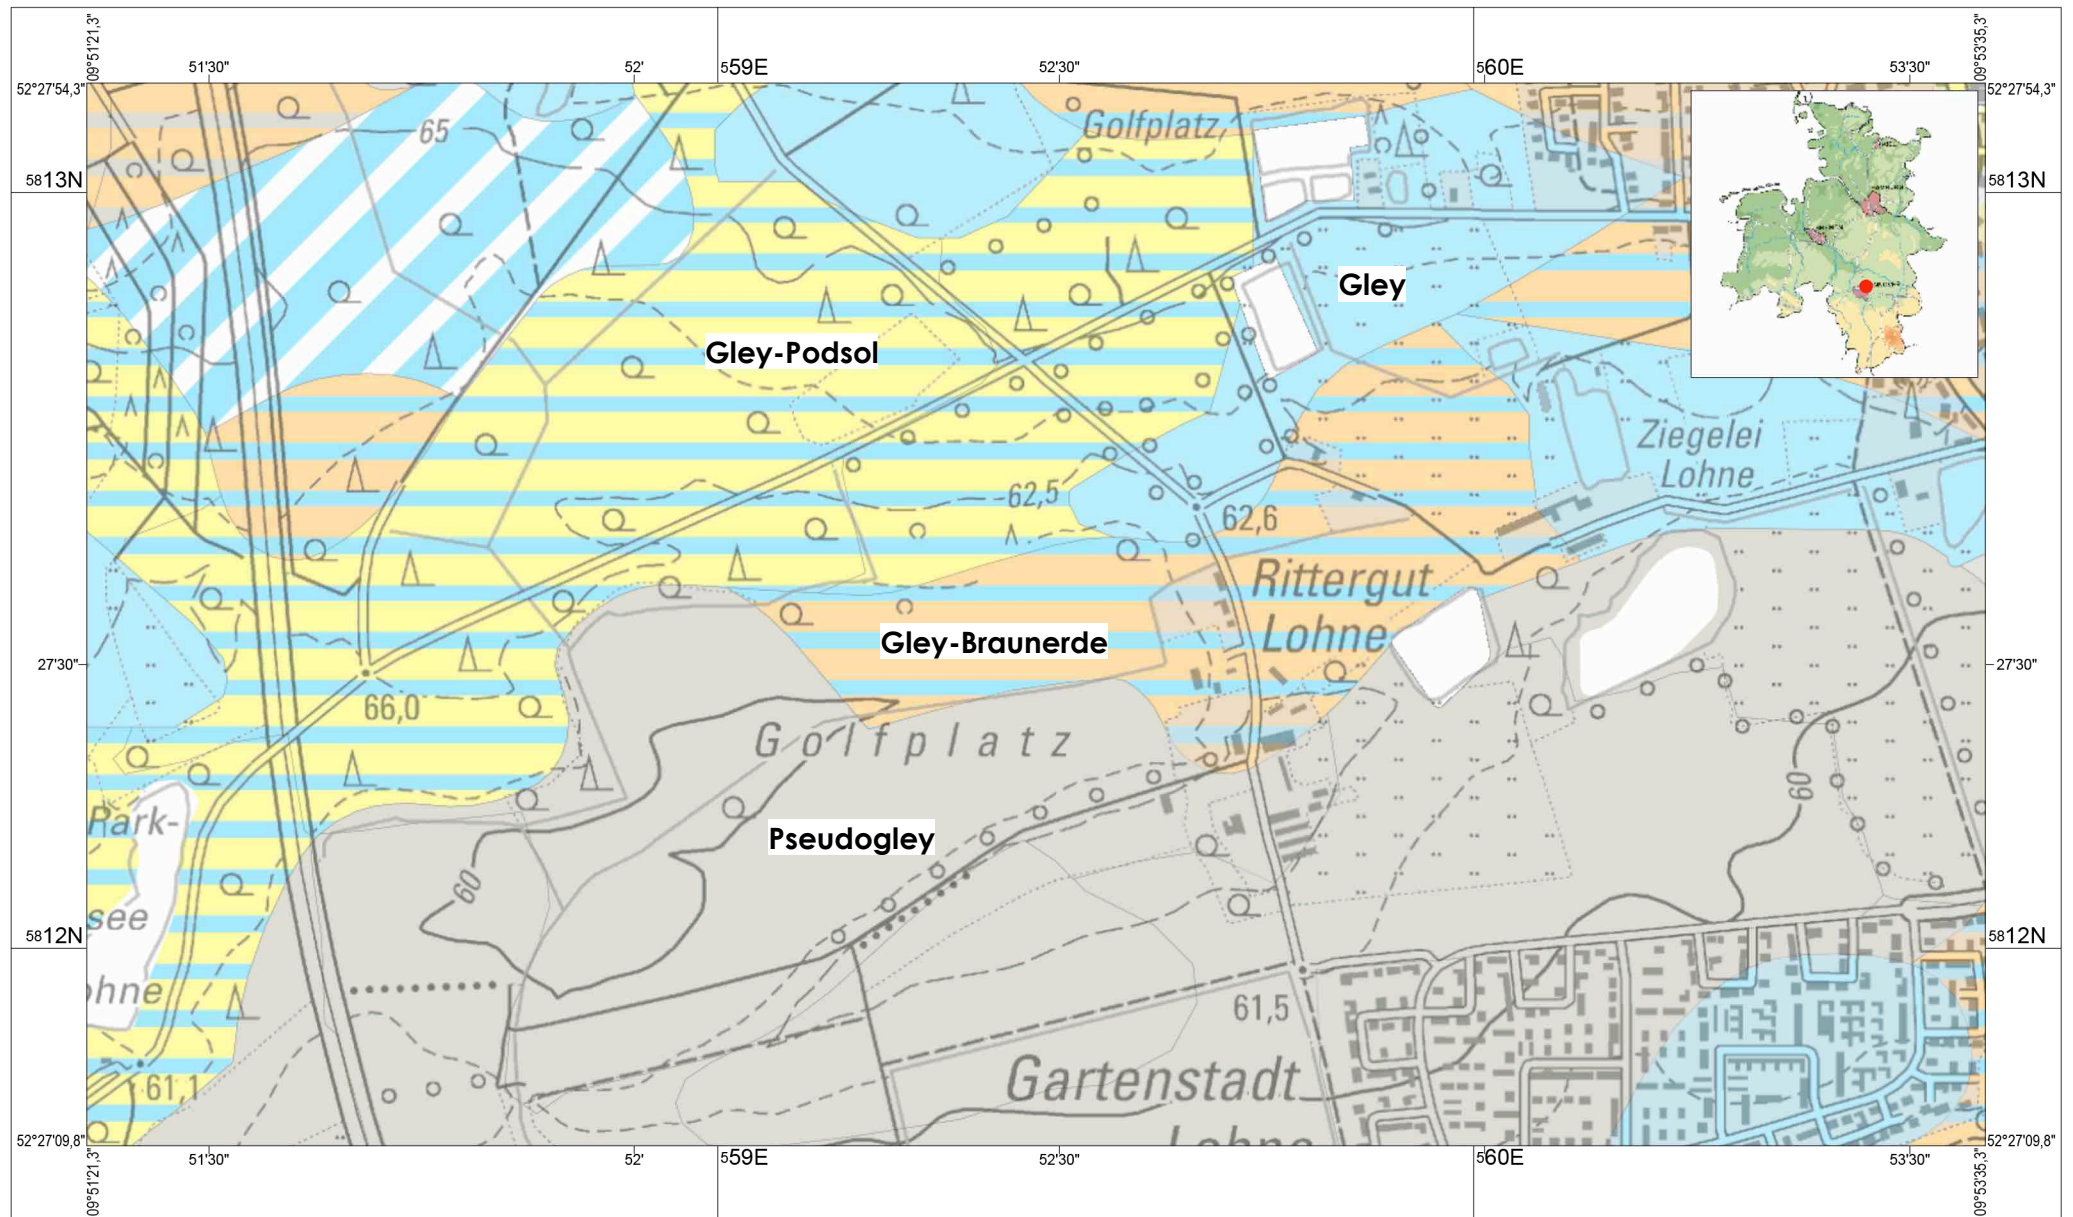 09°51'21,3"
51'30"
52'
559E
52'30"
560E
53'30"
09°53'35,3"
52°27'54,3"
52°27'54,3"
65
Golfplatz
5813N
5813N
Gley
Gley-Podsol
Ziegelei
Lohne
62,5
62,6
Rittergut
Lohne
Gley-Braunerde
27'30"
27'30"
66,0
Golfplatz
60
Park-
see
Pseudogley
60
5812N
5812N
ohne
61,5
61,1
Gartenstadt
Lohne
52°27'09,8"
52°27'09,8"
09°51'21,3"
51'30"
52'
559E
52'30"
560E
53'30"
09°53'35,3"